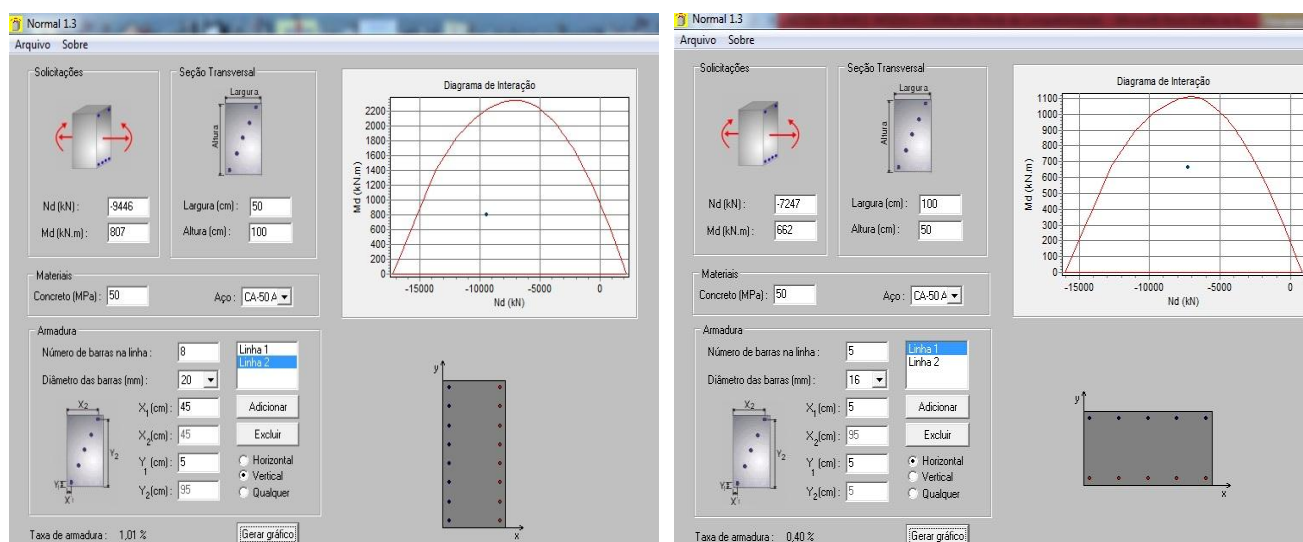 Normal 1.3
Arquivo Sobre
Solicitações
Nd (kN) : -9446
Md (kN.m) : 807
Seção Transversal
Largura
Altura
Largura (cm) : 50
Altura (cm) : 100
Materiais
Concreto (MPa) : 50
Aço : CA-50 A
Armadura
Número de barras na linha : 8
Diâmetro das barras (mm) : 20
Linha 1
Linha 2
X2
Y2
X1 (cm) : 45
X2 (cm) : 45
Y1 (cm) : 5
Y2 (cm) : 95
Adicionar
Excluir
Horizontal
Vertical
Qualquer
Taxa de armadura : 1,01 %
Gerar gráfico
Diagrama de Interação
Md (kN.m)
2200
2000
1800
1600
1400
1200
1000
800
600
400
200
0
-15000 -10000 -5000 0
Nd (kN)
y
x
Normal 1.3
Arquivo Sobre
Solicitações
Nd (kN) : -7247
Md (kN.m) : 662
Seção Transversal
Largura
Altura
Largura (cm) : 100
Altura (cm) : 50
Materiais
Concreto (MPa) : 50
Aço : CA-50 A
Armadura
Número de barras na linha : 5
Diâmetro das barras (mm) : 16
Linha 1
Linha 2
X2
Y2
X1 (cm) : 5
X2 (cm) : 95
Y1 (cm) : 5
Y2 (cm) : 5
Adicionar
Excluir
Horizontal
Vertical
Qualquer
Taxa de armadura : 0,40 %
Gerar gráfico
Diagrama de Interação
Md (kN.m)
1100
1000
900
800
700
600
500
400
300
200
100
0
-15000 -10000 -5000 0
Nd (kN)
y
x